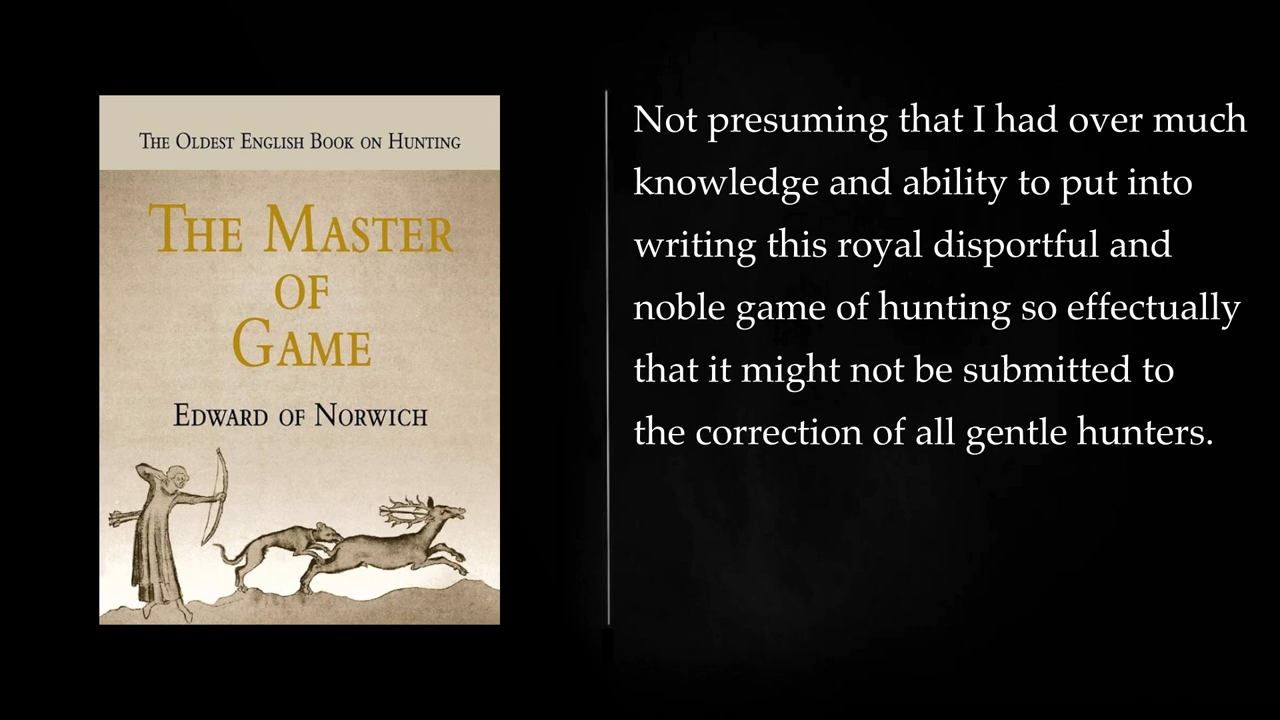 The Oldest English Book on Hunting
The Master
of
Game
Edward of Norwich
Not presuming that I had over much
knowledge and ability to put into
writing this royal disportful and
noble game of hunting so effectually
that it might not be submitted to
the correction of all gentle hunters.